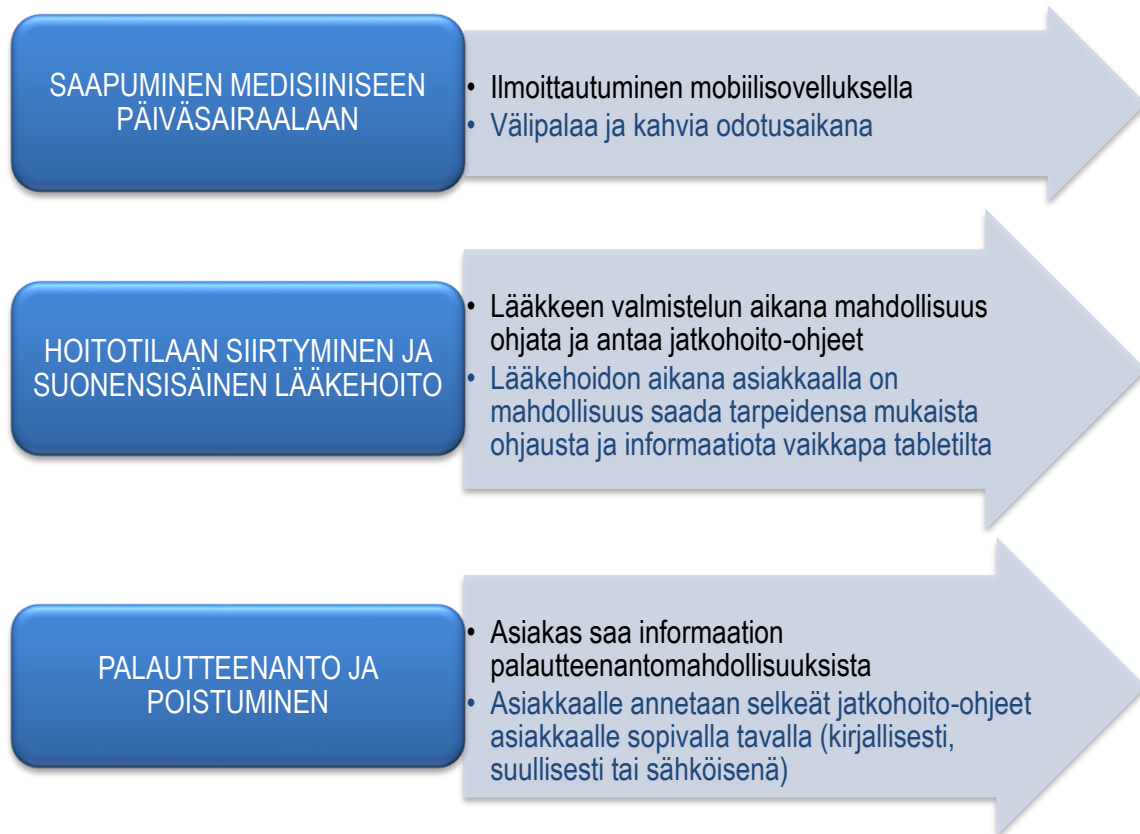 SAAPUMINEN MEDISIINISEEN
PÄIVÄSAIRAALAAN
• Ilmoittautuminen mobiilisovelluksella
• Välipalaa ja kahvia odotusaikana
HOITOTILAAN SIIRTYMINEN JA
SUONENSISÄINEN LÄÄKEHOITO
• Lääkkeen valmistelun aikana mahdollisuus
ohjata ja antaa jatkohoito-ohjeet
• Lääkehoidon aikana asiakkaalla on
mahdollisuus saada tarpeidensa mukaista
ohjausta ja informaatiota vaikkapa tabletilta
PALAUTTEENANTO JA
POISTUMINEN
• Asiakas saa informaation
palautteenantomahdollisuuksista
• Asiakkaalle annetaan selkeät jatkohoito-ohjeet
asiakkaalle sopivalla tavalla (kirjallisesti,
suullisesti tai sähköisenä)